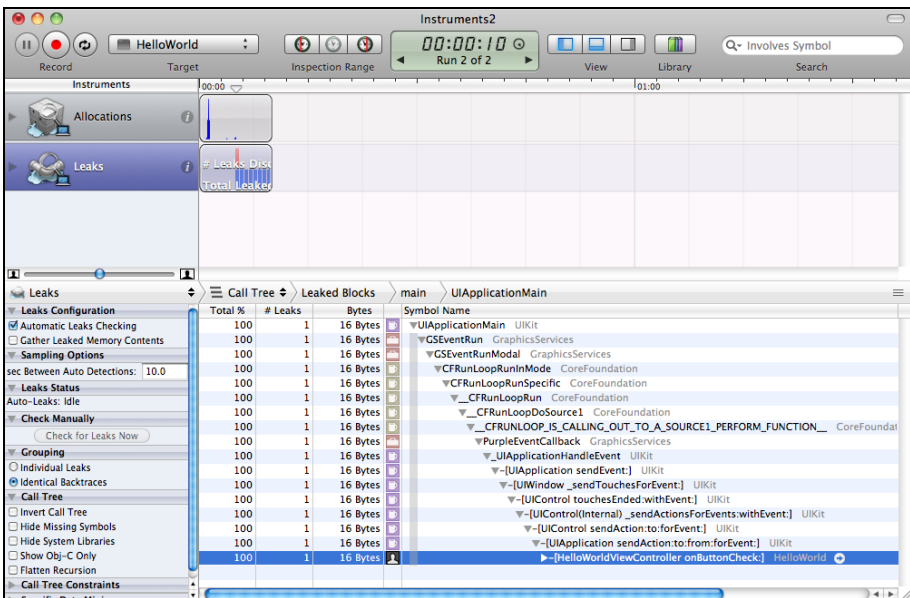 Instruments2
HelloWorld
00:00:10
Run 2 of 2
Involves Symbol
Record
Target
Inspection Range
View
Library
Search
Instruments
00:00
01:00
Allocations
Leaks
# Leaks Disc
Total Leaked
Leaks
Call Tree
Leaked Blocks
main
UIApplicationMain
Leaks Configuration
Automatic Leaks Checking
Gather Leaked Memory Contents
Sampling Options
sec Between Auto Detections: 10.0
Leaks Status
Auto-Leaks: Idle
Check Manually
Check for Leaks Now
Grouping
Individual Leaks
Identical Backtraces
Call Tree
Invert Call Tree
Hide Missing Symbols
Hide System Libraries
Show Obj-C Only
Flatten Recursion
Call Tree Constraints
Total % # Leaks Bytes Symbol Name
100 1 16 Bytes UIApplicationMain UIKit
100 1 16 Bytes GSEventRun GraphicsServices
100 1 16 Bytes GSEventRunModal GraphicsServices
100 1 16 Bytes CFRunLoopRunInMode CoreFoundation
100 1 16 Bytes CFRunLoopRunSpecific CoreFoundation
100 1 16 Bytes __CFRunLoopRun CoreFoundation
100 1 16 Bytes __CFRunLoopDoSource1 CoreFoundation
100 1 16 Bytes __CFRUNLOOP_IS_CALLING_OUT_TO_A_SOURCE1_PERFORM_FUNCTION__ CoreFoundat
100 1 16 Bytes PurpleEventCallback GraphicsServices
100 1 16 Bytes _UIApplicationHandleEvent UIKit
100 1 16 Bytes -[UIApplication sendEvent:] UIKit
100 1 16 Bytes -[UIWindow _sendTouchesForEvent:] UIKit
100 1 16 Bytes -[UIControl touchesEnded:withEvent:] UIKit
100 1 16 Bytes -[UIControl(Internal) _sendActionsForEvents:withEvent:] UIKit
100 1 16 Bytes -[UIControl sendAction:to:forEvent:] UIKit
100 1 16 Bytes -[UIApplication sendAction:to:from:forEvent:] UIKit
100 1 16 Bytes -[HelloWorldViewController onButtonCheck:] HelloWorld